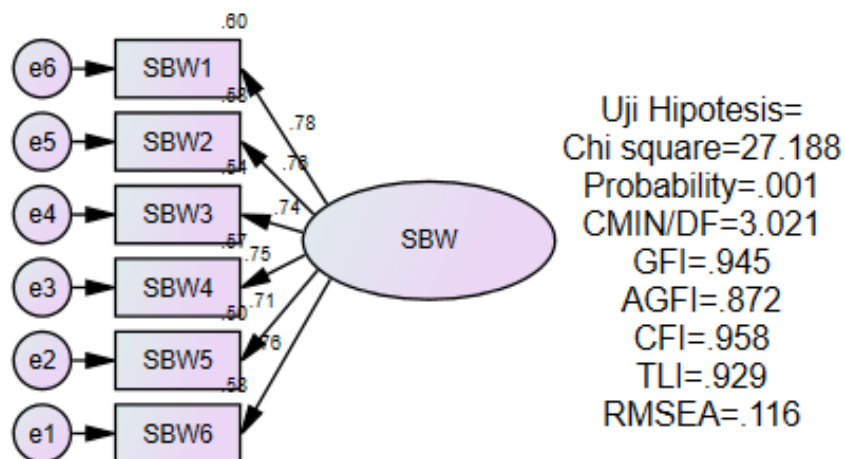 .60
e6 SBW1
.58
e5 SBW2
.54
e4 SBW3
.57
e3 SBW4
.50
e2 SBW5
.58
e1 SBW6
.78
.76
.74
.75
.71
.76
SBW
Uji Hipotesis=
Chi square=27.188
Probability=.001
CMIN/DF=3.021
GFI=.945
AGFI=.872
CFI=.958
TLI=.929
RMSEA=.116